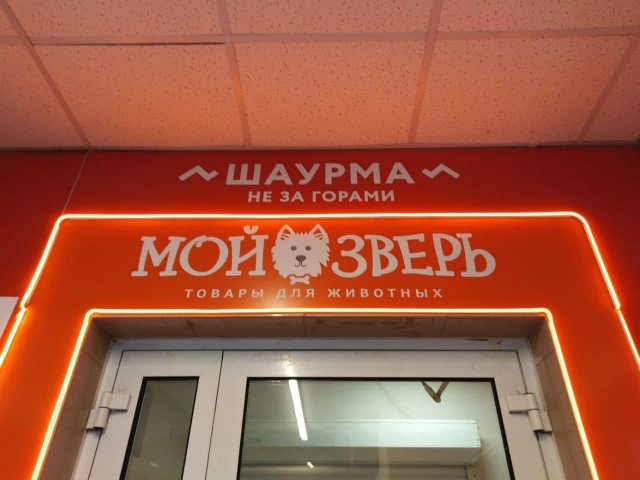 ШАУРМА
НЕ ЗА ГОРАМИ
МОЙ ЗВЕРЬ
ТОВАРЫ ДЛЯ ЖИВОТНЫХ